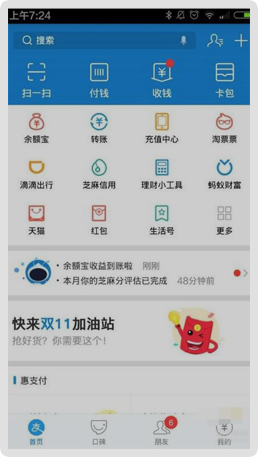 上午7:24
搜索
扫一扫 付钱 收钱 卡包
余额宝 转账 充值中心 淘票票
滴滴出行 芝麻信用 理财小工具 蚂蚁财富
天猫 红包 生活号 更多
• 余额宝收益到账啦 刚刚
• 本月你的芝麻分评估已完成 48分钟前
快来双11加油站
抢好货?你需要这个!
惠支付
6
首页 口碑 朋友 我的